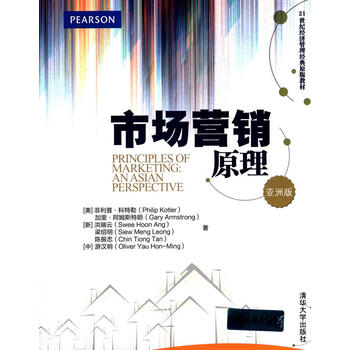 PEARSON
21世纪经济管理经典原版教材
市场营销
原理
PRINCIPLES OF
MARKETING:
AN ASIAN
PERSPECTIVE
亚洲版
[美] 菲利普·科特勒 (Philip Kotler)
加里·阿姆斯特朗 (Gary Armstrong)
[新] 洪瑞云 (Swee Hoon Ang)
梁绍明 (Siew Meng Leong)
陈振忠 (Chin Tiong Tan)
[中] 游汉明 (Oliver Yau Hon-Ming)
著
清华大学出版社